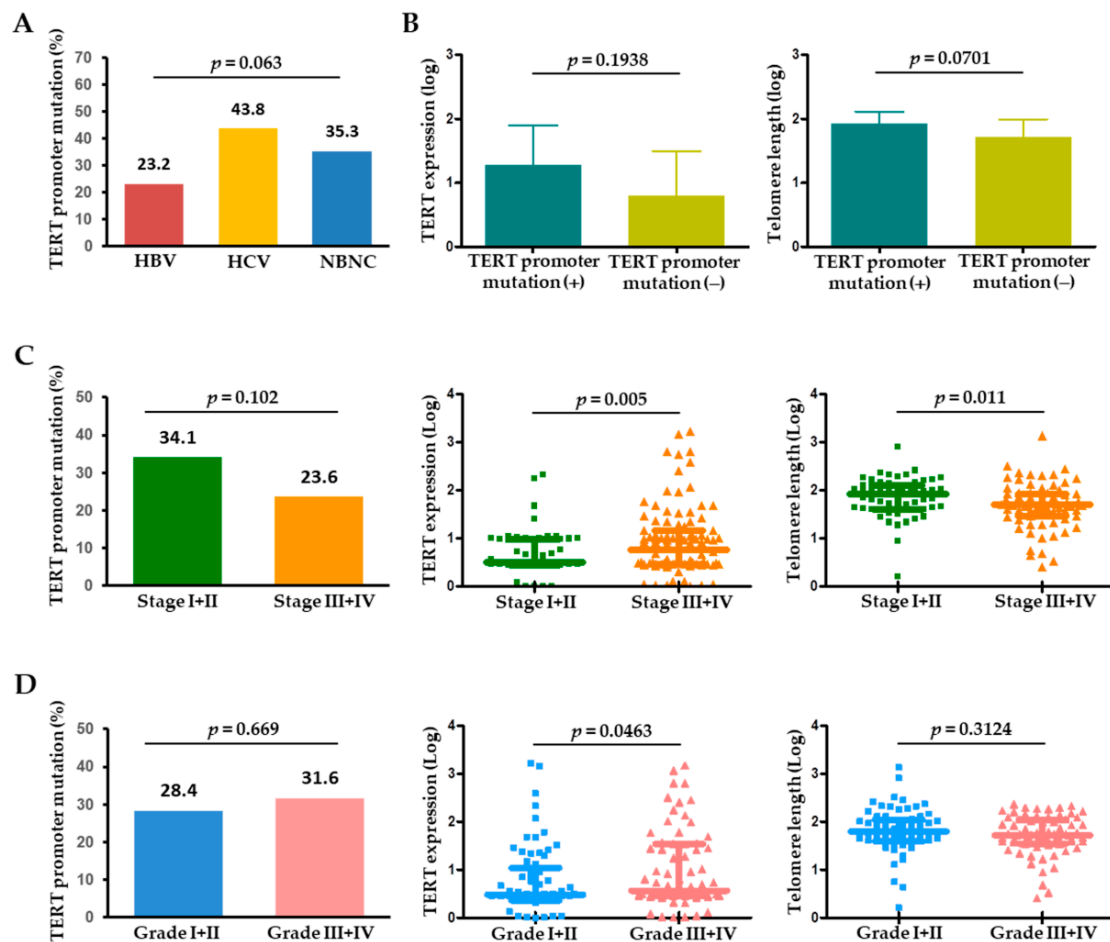 A
TERT promoter mutation (%)
70
60
50
40
30
20
10
0
p = 0.063
23.2
43.8
35.3
HBV
HCV
NBNC
B
TERT expression (log)
3
2
1
0
p = 0.1938
TERT promoter
mutation (+)
TERT promoter
mutation (–)
Telomere length (log)
3
2
1
0
p = 0.0701
TERT promoter
mutation (+)
TERT promoter
mutation (–)
C
TERT promoter mutation (%)
50
40
30
20
10
0
p = 0.102
34.1
23.6
Stage I+II
Stage III+IV
TERT expression (Log)
4
3
2
1
0
p = 0.005
Stage I+II
Stage III+IV
Telomere length (Log)
4
3
2
1
0
p = 0.011
Stage I+II
Stage III+IV
D
TERT promoter mutation (%)
50
40
30
20
10
0
p = 0.669
28.4
31.6
Grade I+II
Grade III+IV
TERT expression (Log)
4
3
2
1
0
p = 0.0463
Grade I+II
Grade III+IV
Telomere length (Log)
4
3
2
1
0
p = 0.3124
Grade I+II
Grade III+IV